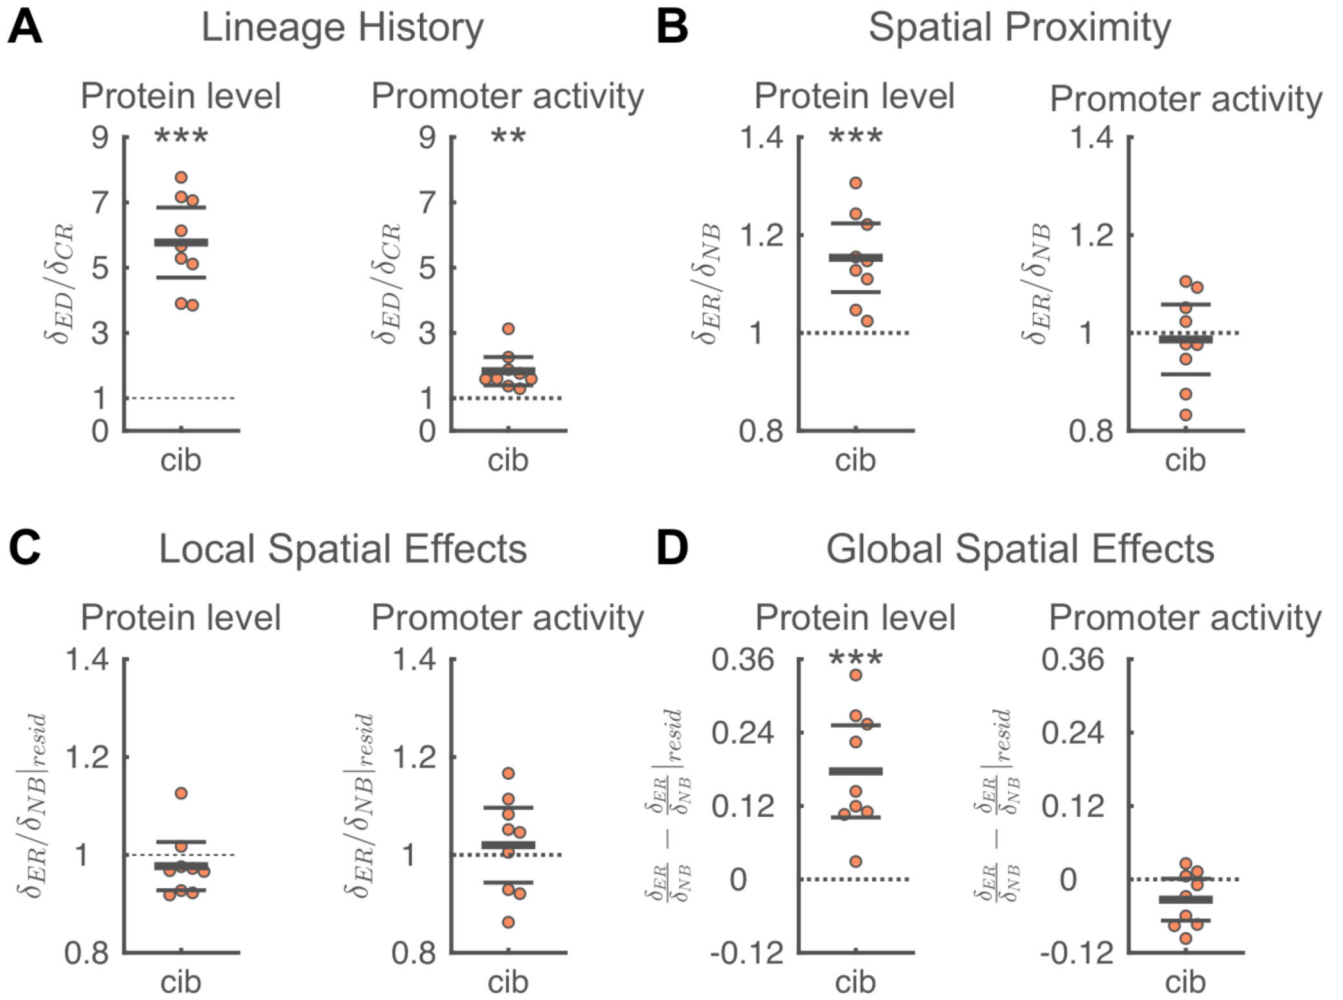 A Lineage History
Protein level
9
7
5
3
1
0
***
δED/δCR
cib
Promoter activity
9
7
5
3
1
0
**
δED/δCR
cib
B Spatial Proximity
Protein level
1.4
1.2
1
0.8
***
δER/δNB
cib
Promoter activity
1.4
1.2
1
0.8
δER/δNB
cib
C Local Spatial Effects
Protein level
1.4
1.2
1
0.8
δER/δNB|resid
cib
Promoter activity
1.4
1.2
1
0.8
δER/δNB|resid
cib
D Global Spatial Effects
Protein level
0.36
0.24
0.12
0
-0.12
***
δER/δNB − δER/δNB|resid
cib
Promoter activity
0.36
0.24
0.12
0
-0.12
δER/δNB − δER/δNB|resid
cib